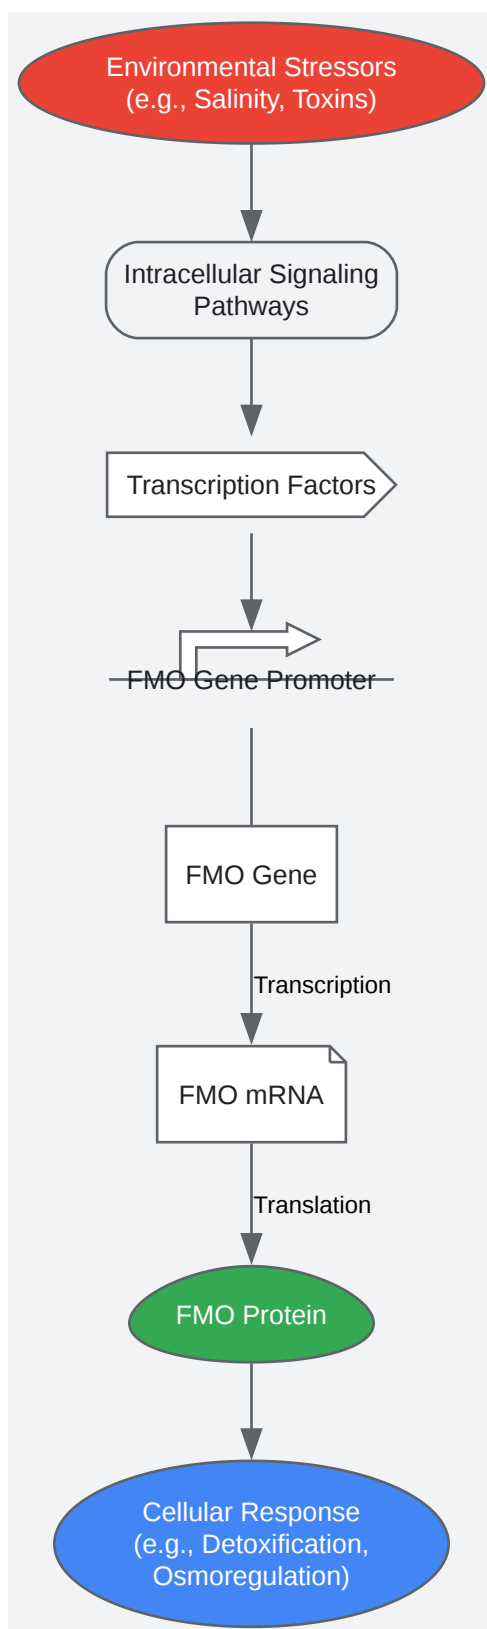 Environmental Stressors
(e.g., Salinity, Toxins)
Intracellular Signaling
Pathways
Transcription Factors
FMO Gene Promoter
FMO Gene
Transcription
FMO mRNA
Translation
FMO Protein
Cellular Response
(e.g., Detoxification,
Osmoregulation)